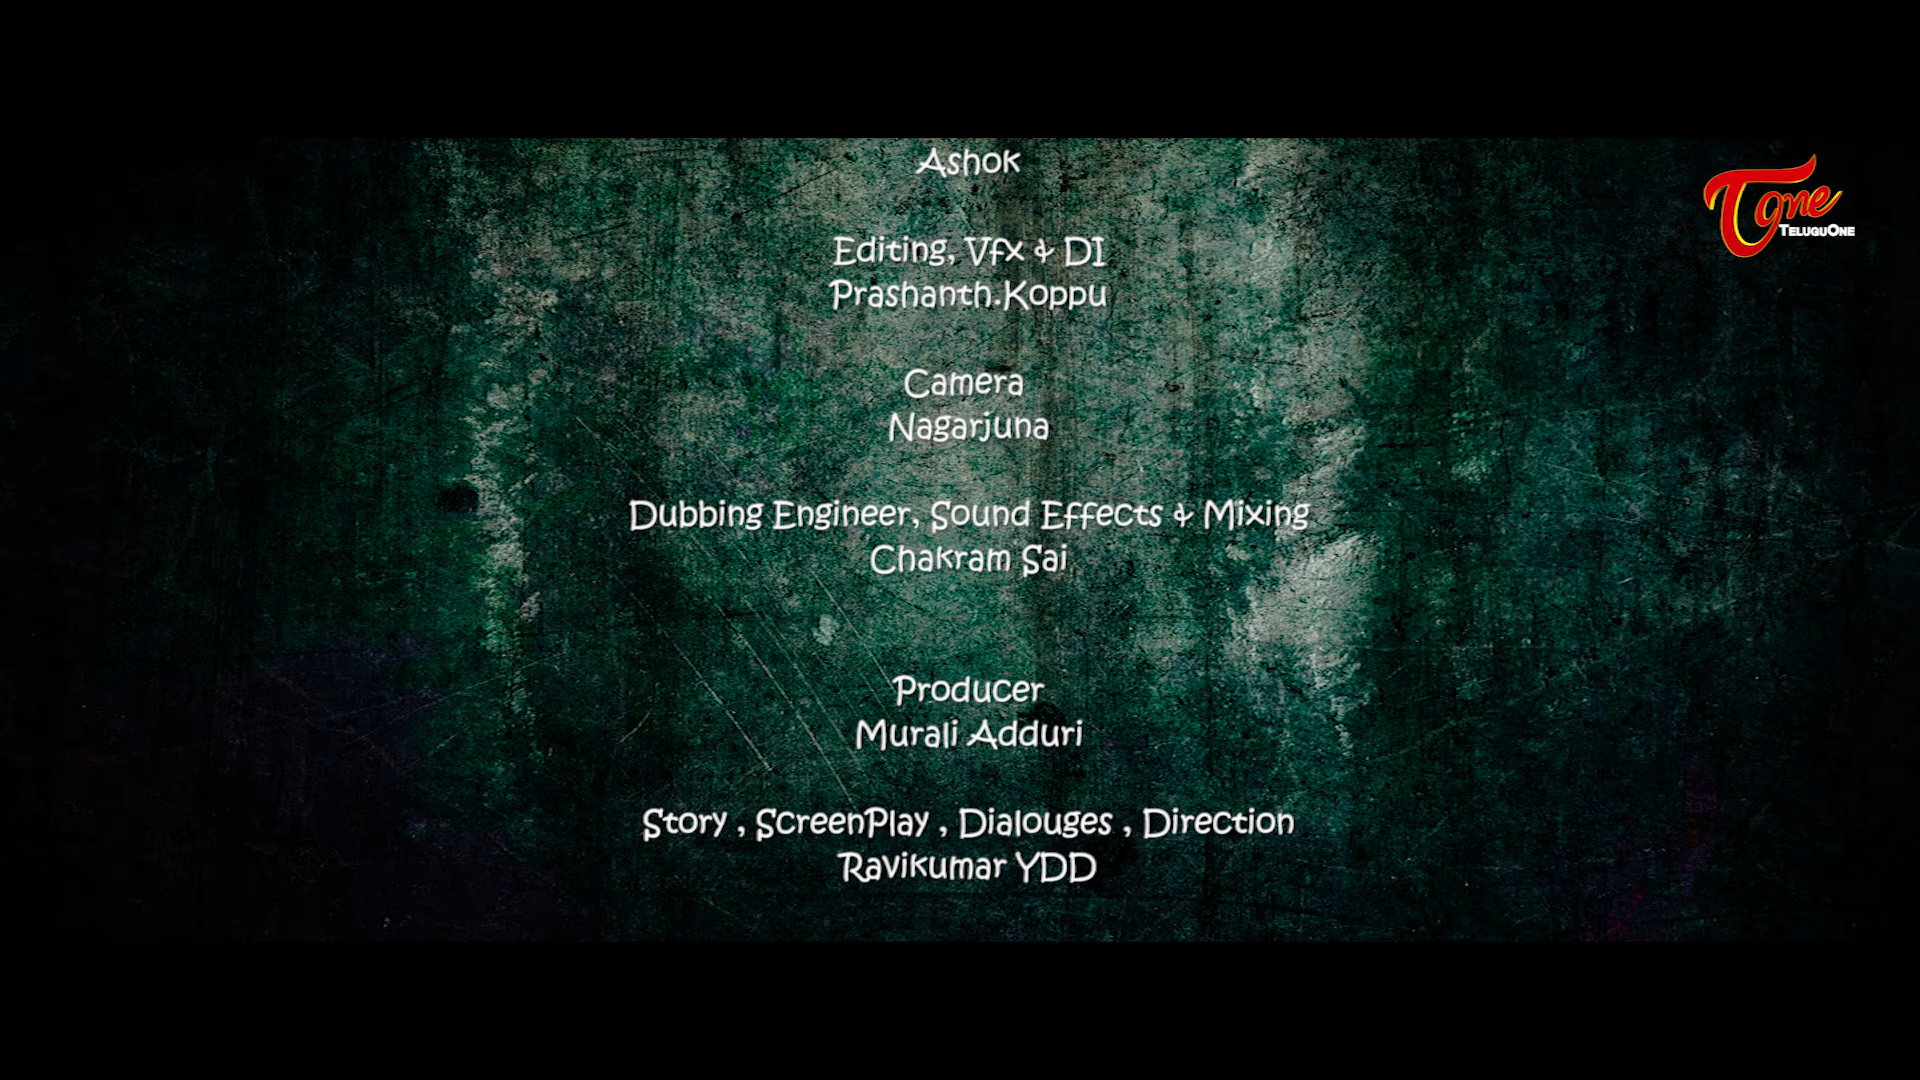 Ashok
Tone
TeluguOne
Editing, Vfx & DI
Prashanth.Koppu
Camera
Nagarjuna
Dubbing Engineer, Sound Effects & Mixing
Chakram Sai
Producer
Murali Adduri
Story , ScreenPlay , Dialouges , Direction
Ravikumar YDD